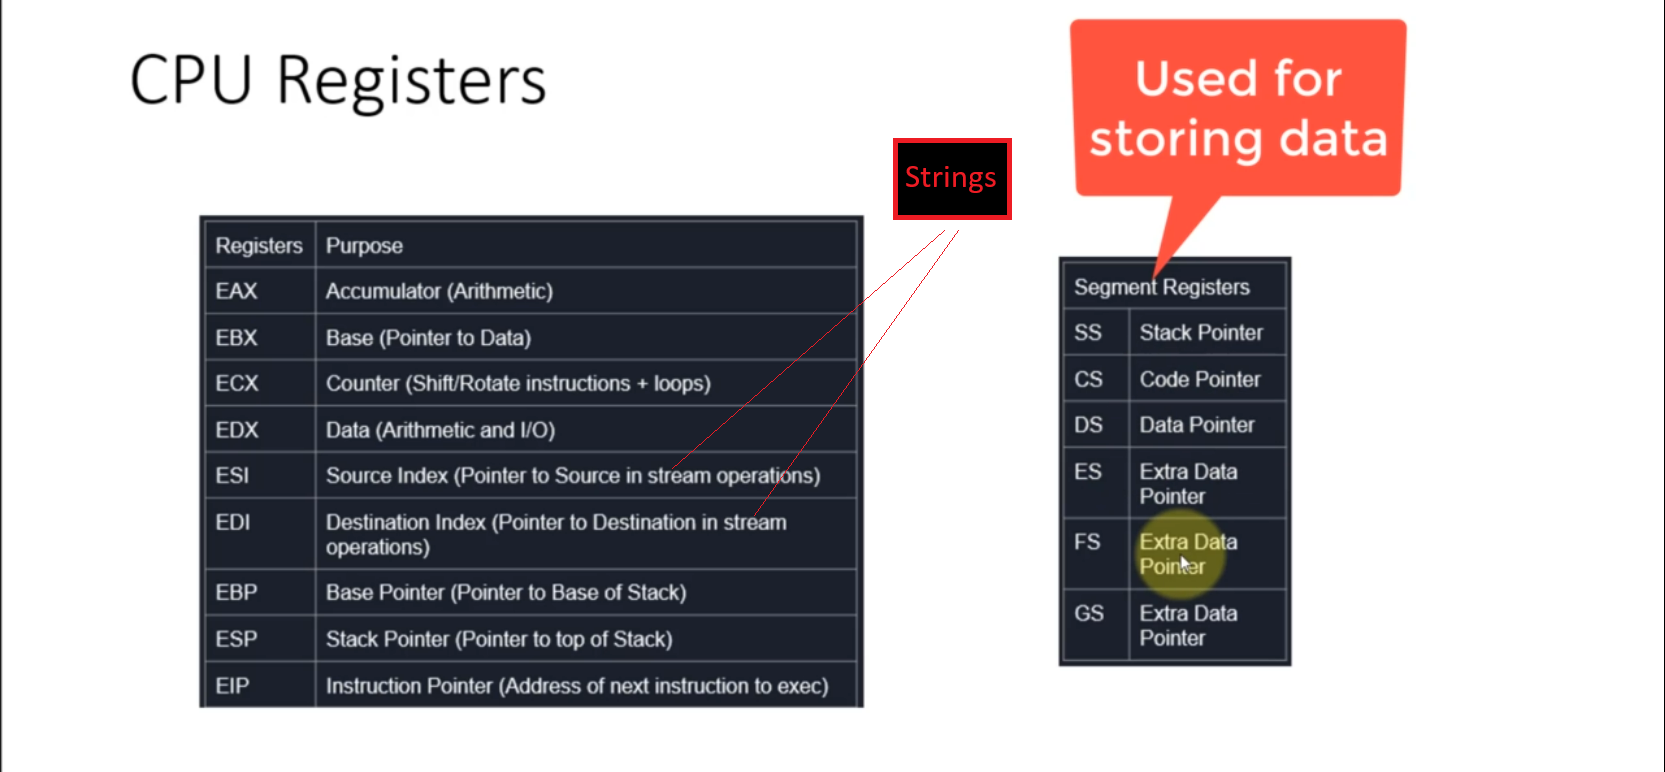 CPU Registers
Used for
storing data
Strings
Registers Purpose
EAX Accumulator (Arithmetic)
EBX Base (Pointer to Data)
ECX Counter (Shift/Rotate instructions + loops)
EDX Data (Arithmetic and I/O)
ESI Source Index (Pointer to Source in stream operations)
EDI Destination Index (Pointer to Destination in stream
operations)
EBP Base Pointer (Pointer to Base of Stack)
ESP Stack Pointer (Pointer to top of Stack)
EIP Instruction Pointer (Address of next instruction to exec)
Segment Registers
SS Stack Pointer
CS Code Pointer
DS Data Pointer
ES Extra Data
Pointer
FS Extra Data
Pointer
GS Extra Data
Pointer